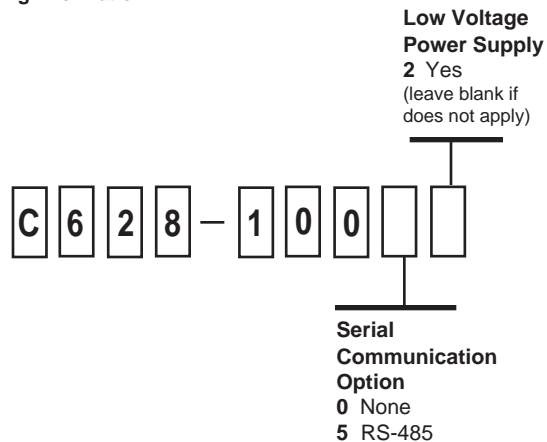 Low Voltage
Power Supply
2 Yes
(leave blank if
does not apply)
C 6 2 8 – 1 0 0
Serial
Communication
Option
0 None
5 RS-485